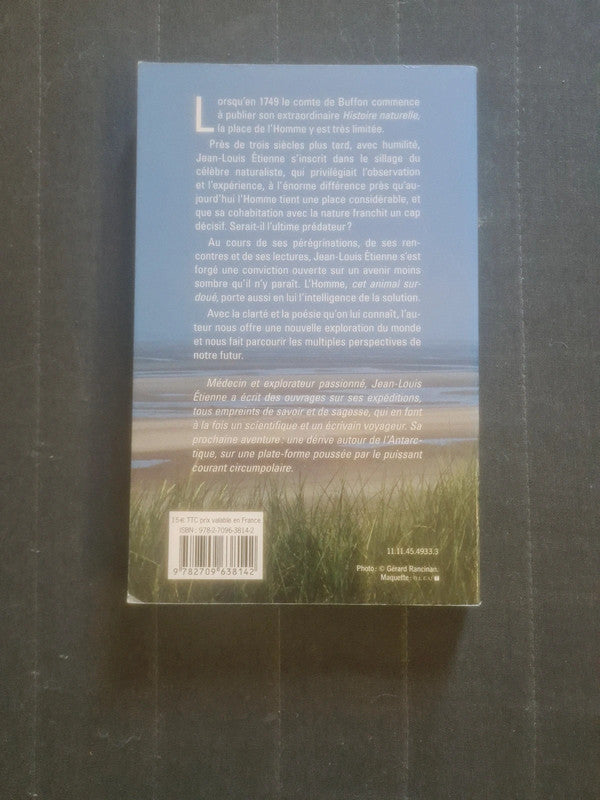 Lorsqu'en 1749 le comte de Buffon commence
à publier son extraordinaire Histoire naturelle,
la place de l'Homme y est très limitée.
Près de trois siècles plus tard, avec humilité,
Jean-Louis Étienne s'inscrit dans le sillage du
célèbre naturaliste, qui privilégiait l'observation
et l'expérience, à l'énorme différence près qu'au-
jourd'hui l'Homme tient une place considérable, et
que sa cohabitation avec la nature franchit un cap
décisif. Serait-il l'ultime prédateur ?
Au cours de ses pérégrinations, de ses ren-
contres et de ses lectures, Jean-Louis Étienne s'est
forgé une conviction ouverte sur un avenir moins
sombre qu'il n'y paraît. L'Homme, cet animal sur-
doué, porte aussi en lui l'intelligence de la solution.
Avec la clarté et la poésie qu'on lui connaît, l'au-
teur nous offre une nouvelle exploration du monde
et nous fait parcourir les multiples perspectives de
notre futur.
Médecin et explorateur passionné, Jean-Louis
Étienne a écrit des ouvrages sur ses expéditions,
tous empreints de savoir et de sagesse, qui en font
à la fois un scientifique et un écrivain voyageur. Sa
prochaine aventure : une dérive autour de l'Antarc-
tique, sur une plate-forme poussée par le puissant
courant circumpolaire.
15 € TTC prix valable en France
ISBN : 978-2-7096-3814-2
9 782709 638142
11.11.45.4933.3
Photo : © Gérard Rancinan.
Maquette :